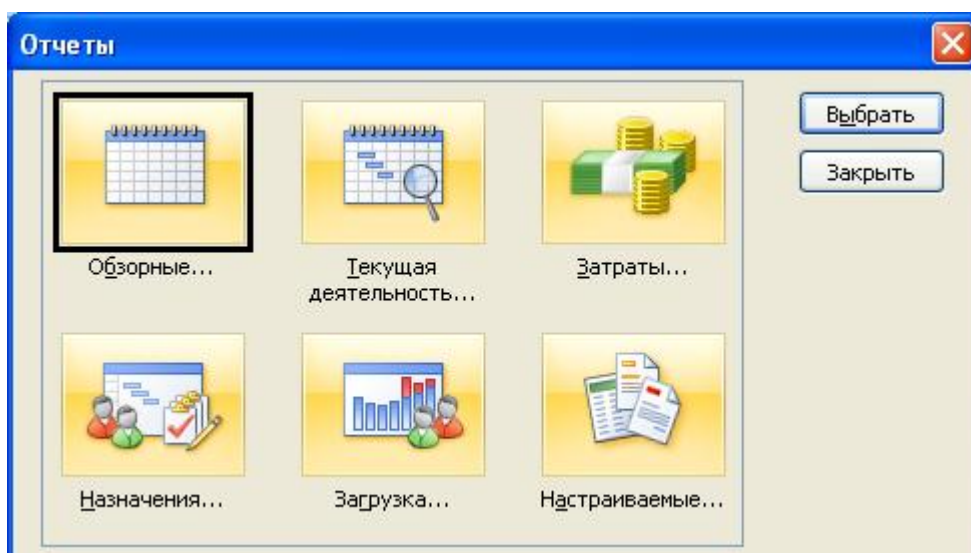 Отчеты
Выбрать
Закрыть
Обзорные...
Текущая
деятельность...
Затраты...
Назначения...
Загрузка...
Настраиваемые...